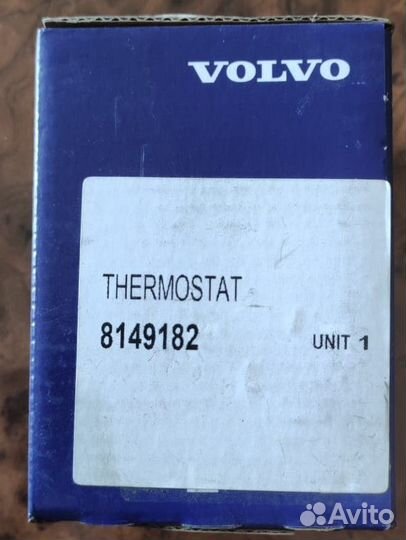 VOLVO
THERMOSTAT
8149182 UNIT 1
Avito